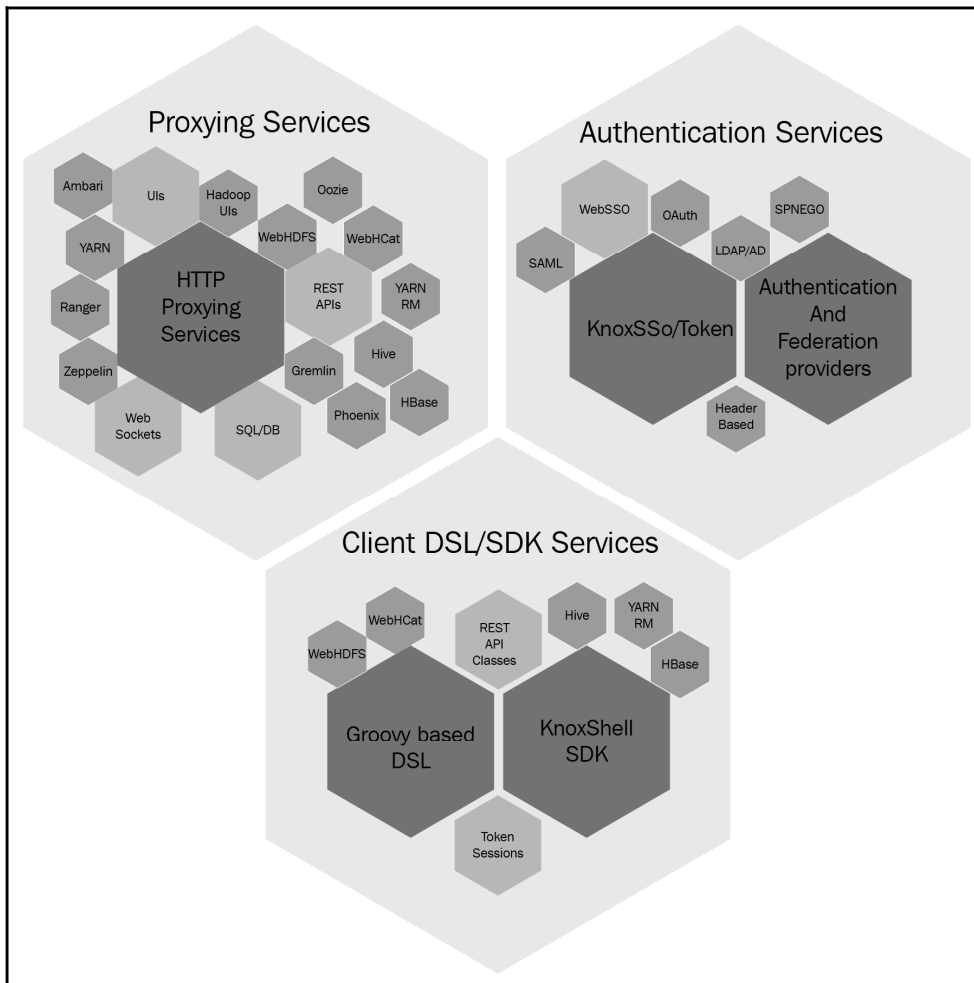 Proxying Services
Ambari
UIs
Hadoop
UIs
Oozie
YARN
WebHDFS
WebHCat
HTTP
Proxying
Services
REST
APIs
YARN
RM
Ranger
Zeppelin
Gremlin
Hive
Phoenix
HBase
Web
Sockets
SQL/DB
Authentication Services
WebSSO
OAuth
SPNEGO
SAML
LDAP/AD
KnoxSSo/Token
Authentication
And
Federation
providers
Header
Based
Client DSL/SDK Services
WebHDFS
WebHCat
REST
API
Classes
Hive
YARN
RM
HBase
Groovy based
DSL
KnoxShell
SDK
Token
Sessions